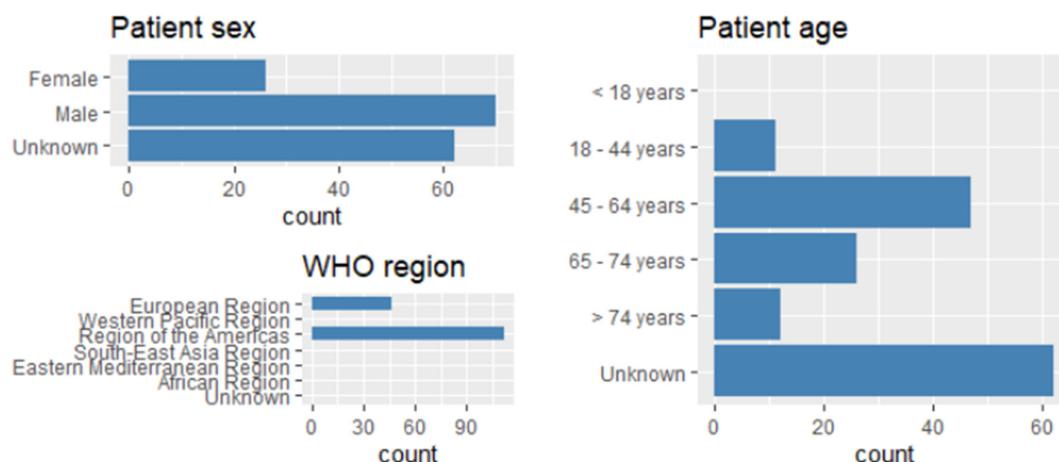 Patient sex
Female
Male
Unknown
0 20 40 60
count
WHO region
European Region
Western Pacific Region
Region of the Americas
South-East Asia Region
Eastern Mediterranean Region
African Region
Unknown
0 30 60 90
count
Patient age
< 18 years
18 - 44 years
45 - 64 years
65 - 74 years
> 74 years
Unknown
0 20 40 60
count